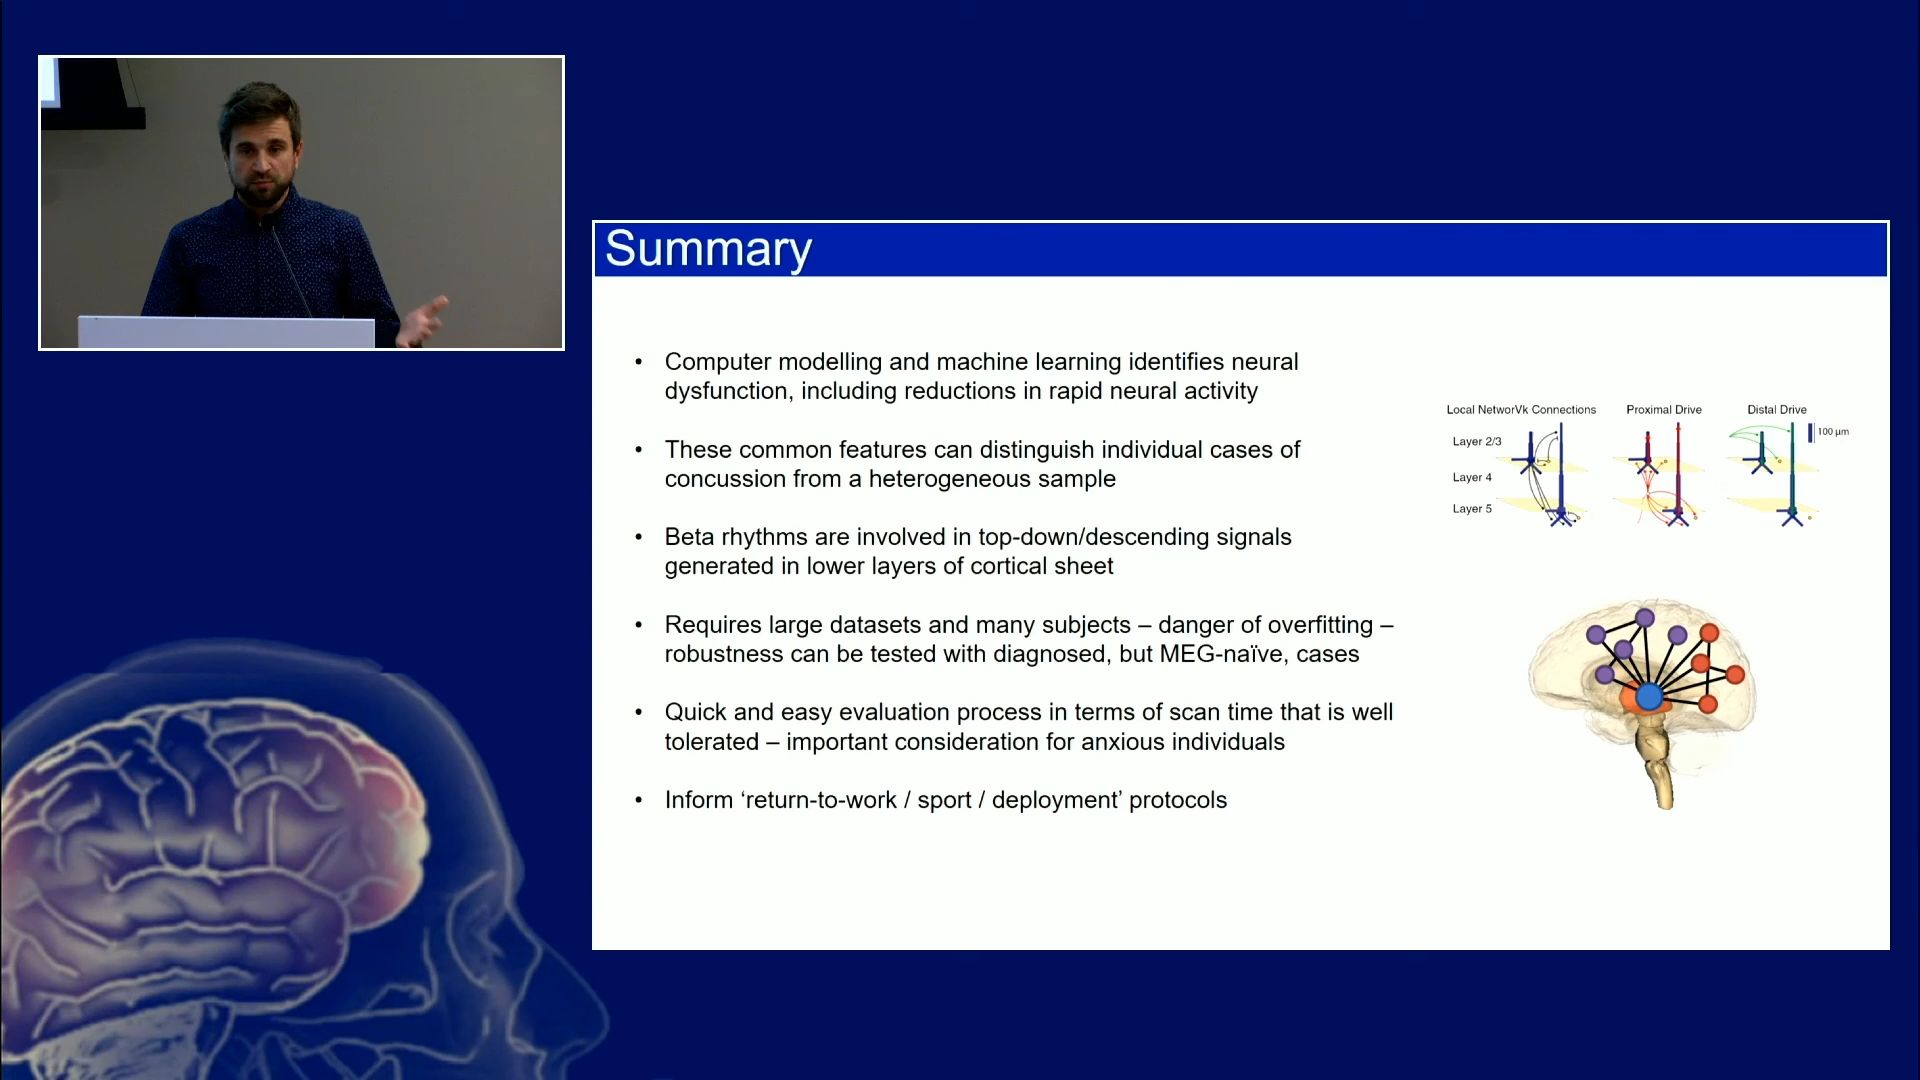 Summary
• Computer modelling and machine learning identifies neural
dysfunction, including reductions in rapid neural activity
• These common features can distinguish individual cases of
concussion from a heterogeneous sample
• Beta rhythms are involved in top-down/descending signals
generated in lower layers of cortical sheet
• Requires large datasets and many subjects – danger of overfitting –
robustness can be tested with diagnosed, but MEG-naïve, cases
• Quick and easy evaluation process in terms of scan time that is well
tolerated – important consideration for anxious individuals
• Inform ‘return-to-work / sport / deployment’ protocols
Local NetworVk Connections
Proximal Drive
Distal Drive
Layer 2/3
100 µm
Layer 4
Layer 5